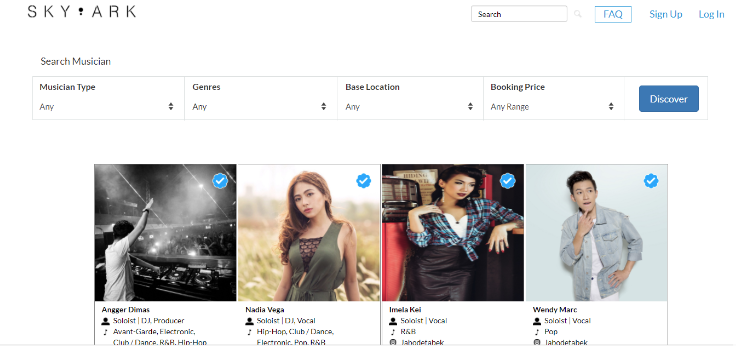 SKY ARK
Search
FAQ
Sign Up
Log In
Search Musician
Musician Type
Genres
Base Location
Booking Price
Any
Any
Any
Any Range
Discover
Angger Dimas
Soloist | DJ, Producer
Avant-Garde, Electronic,
Club / Dance, R&B, Hip-Hop
Nadia Vega
Soloist | DJ, Vocal
Hip-Hop, Club / Dance,
Electronic, Pop, R&B
Imela Kei
Soloist | Vocal
R&B
Jabodetabek
Wendy Marc
Soloist | Vocal
Pop
Jabodetabek